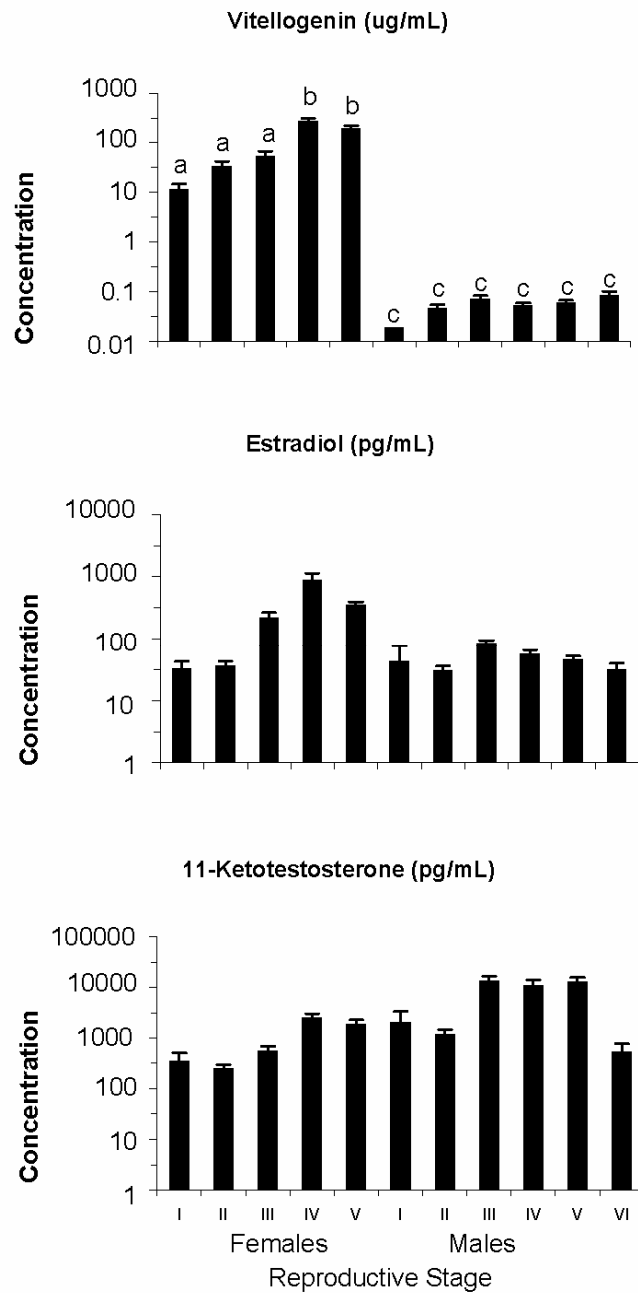 Vitellogenin (ug/mL)
Concentration
1000
100
10
1
0.1
0.01
a a a b b c c c c c c
Estradiol (pg/mL)
Concentration
10000
1000
100
10
1
11-Ketotestosterone (pg/mL)
Concentration
100000
10000
1000
100
10
1
I II III IV V I II III IV V VI
Females Males
Reproductive Stage